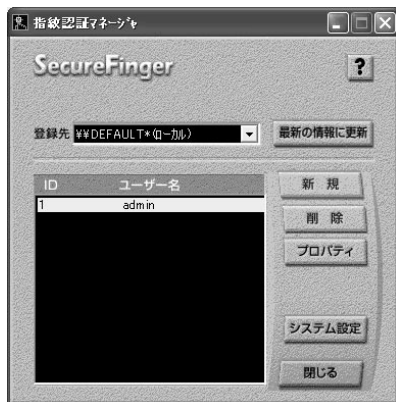 指紋認証ﾏﾈｰｼﾞｬ
SecureFinger
?
登録先 ¥¥DEFAULT*(ﾛｰｶﾙ) 最新の情報に更新
ID ユーザー名
1 admin
新 規
削 除
プロパティ
システム設定
閉じる